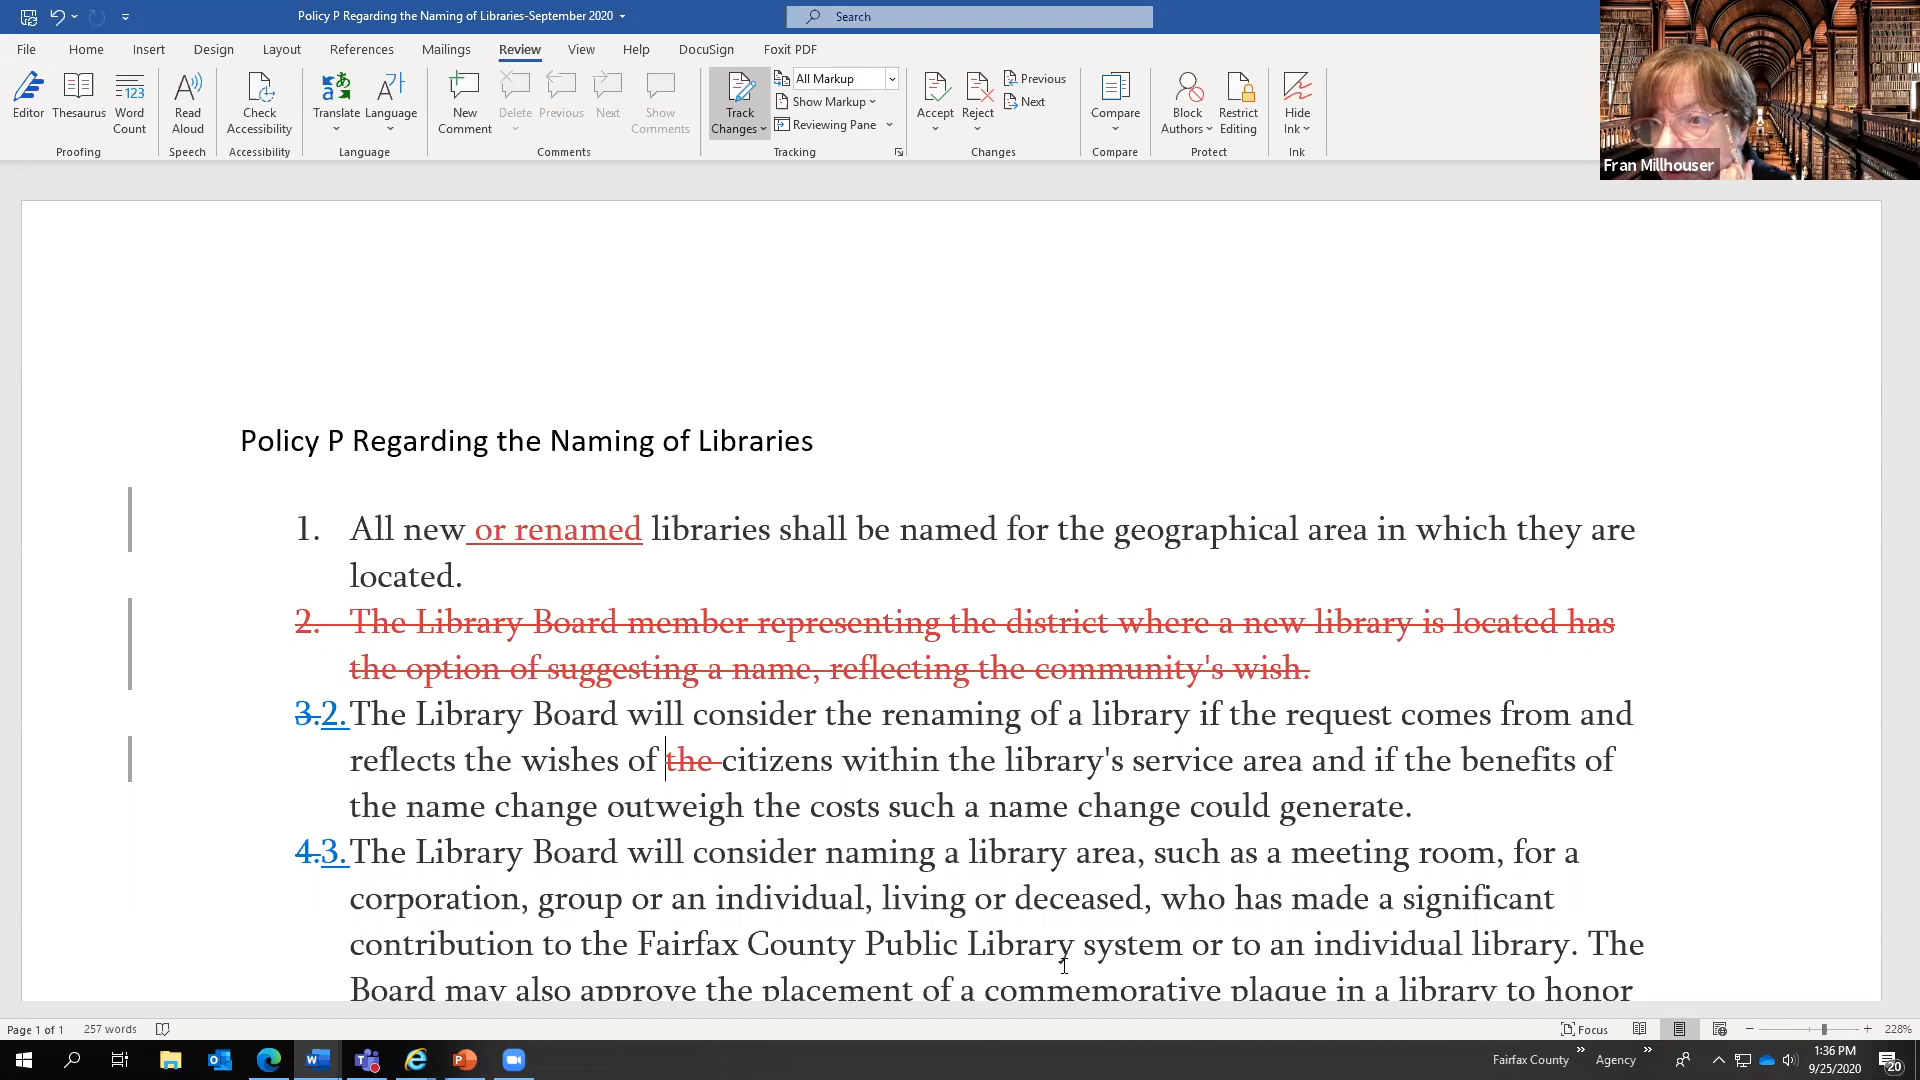 Policy P Regarding the Naming of Libraries-September 2020
Search
File Home Insert Design Layout References Mailings Review View Help DocuSign Foxit PDF
Editor
Thesaurus
Word Count
Proofing
Read Aloud
Speech
Check Accessibility
Accessibility
Translate
Language
Language
New Comment
Delete
Previous
Next
Show Comments
Comments
Track Changes
All Markup
Show Markup
Reviewing Pane
Tracking
Accept
Reject
Previous
Next
Changes
Compare
Compare
Block Authors
Restrict Editing
Protect
Hide Ink
Ink
Fran Millhouser
Policy P Regarding the Naming of Libraries
1. All new or renamed libraries shall be named for the geographical area in which they are
located.
2. The Library Board member representing the district where a new library is located has
the option of suggesting a name, reflecting the community's wish.
3.2. The Library Board will consider the renaming of a library if the request comes from and
reflects the wishes of the citizens within the library's service area and if the benefits of
the name change outweigh the costs such a name change could generate.
4.3. The Library Board will consider naming a library area, such as a meeting room, for a
corporation, group or an individual, living or deceased, who has made a significant
contribution to the Fairfax County Public Library system or to an individual library. The
Board may also approve the placement of a commemorative plaque in a library to honor
Page 1 of 1 257 words
Focus
228%
Fairfax County
Agency
1:36 PM
9/25/2020
20